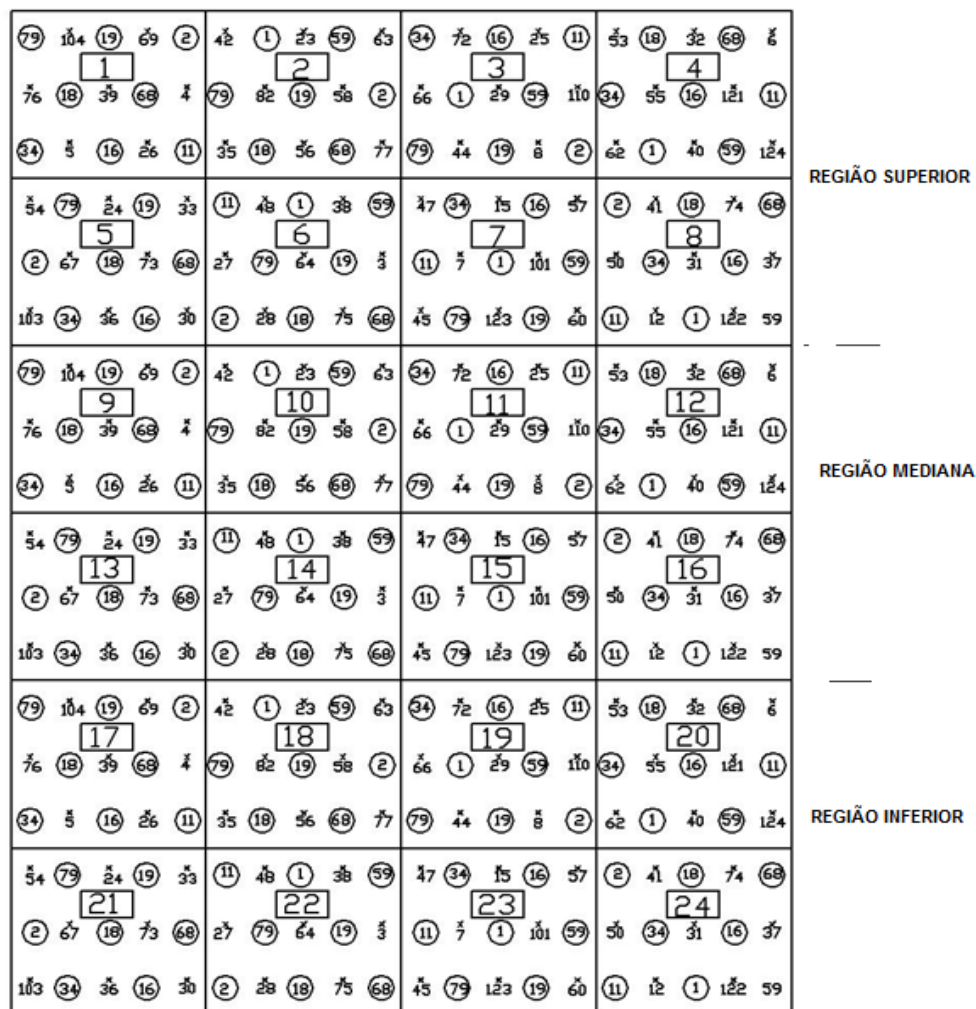 79 104 19 69 2 42 1 23 59 63 34 72 16 25 11 53 18 32 68 6
1 2 3 4
76 18 39 68 4 79 82 19 58 2 66 1 29 59 110 34 55 16 121 11
34 5 16 26 11 35 18 56 68 77 79 44 19 8 2 62 1 40 59 124
REGIÃO SUPERIOR
54 79 24 19 33 11 48 1 38 59 47 34 15 16 57 2 41 18 74 68
5 6 7 8
2 67 18 73 68 27 79 64 19 3 11 7 1 101 59 50 34 31 16 37
103 34 36 16 30 2 28 18 75 68 45 79 123 19 60 11 12 1 122 59
79 104 19 69 2 42 1 23 59 63 34 72 16 25 11 53 18 32 68 6
9 10 11 12
76 18 39 68 4 79 82 19 58 2 66 1 29 59 110 34 55 16 121 11
REGIÃO MEDIANA
34 5 16 26 11 35 18 56 68 77 79 44 19 8 2 62 1 40 59 124
54 79 24 19 33 11 48 1 38 59 47 34 15 16 57 2 41 18 74 68
13 14 15 16
2 67 18 73 68 27 79 64 19 3 11 7 1 101 59 50 34 31 16 37
103 34 36 16 30 2 28 18 75 68 45 79 123 19 60 11 12 1 122 59
79 104 19 69 2 42 1 23 59 63 34 72 16 25 11 53 18 32 68 6
17 18 19 20
76 18 39 68 4 79 82 19 58 2 66 1 29 59 110 34 55 16 121 11
34 5 16 26 11 35 18 56 68 77 79 44 19 8 2 62 1 40 59 124
REGIÃO INFERIOR
54 79 24 19 33 11 48 1 38 59 47 34 15 16 57 2 41 18 74 68
21 22 23 24
2 67 18 73 68 27 79 64 19 3 11 7 1 101 59 50 34 31 16 37
103 34 36 16 30 2 28 18 75 68 45 79 123 19 60 11 12 1 122 59